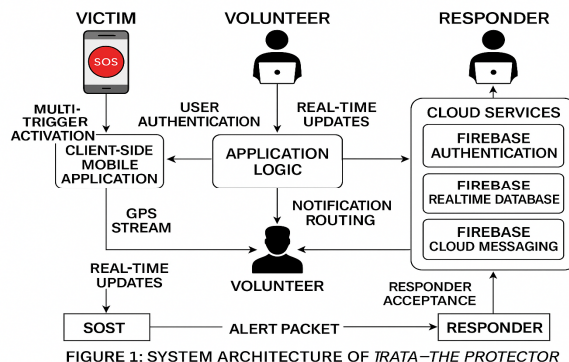 VICTIM
VOLUNTEER
RESPONDER
SOS
MULTI-
TRIGGER
ACTIVATION
USER
AUTHENTICATION
REAL-TIME
UPDATES
CLOUD SERVICES
CLIENT-SIDE
MOBILE
APPLICATION
APPLICATION
LOGIC
FIREBASE
AUTHENTICATION
FIREBASE
REALTIME DATABASE
FIREBASE
CLOUD MESSAGING
GPS
STREAM
NOTIFICATION
ROUTING
VOLUNTEER
REAL-TIME
UPDATES
RESPONDER
ACCEPTANCE
SOST
ALERT PACKET
RESPONDER
FIGURE 1: SYSTEM ARCHITECTURE OF TRATA–THE PROTECTOR